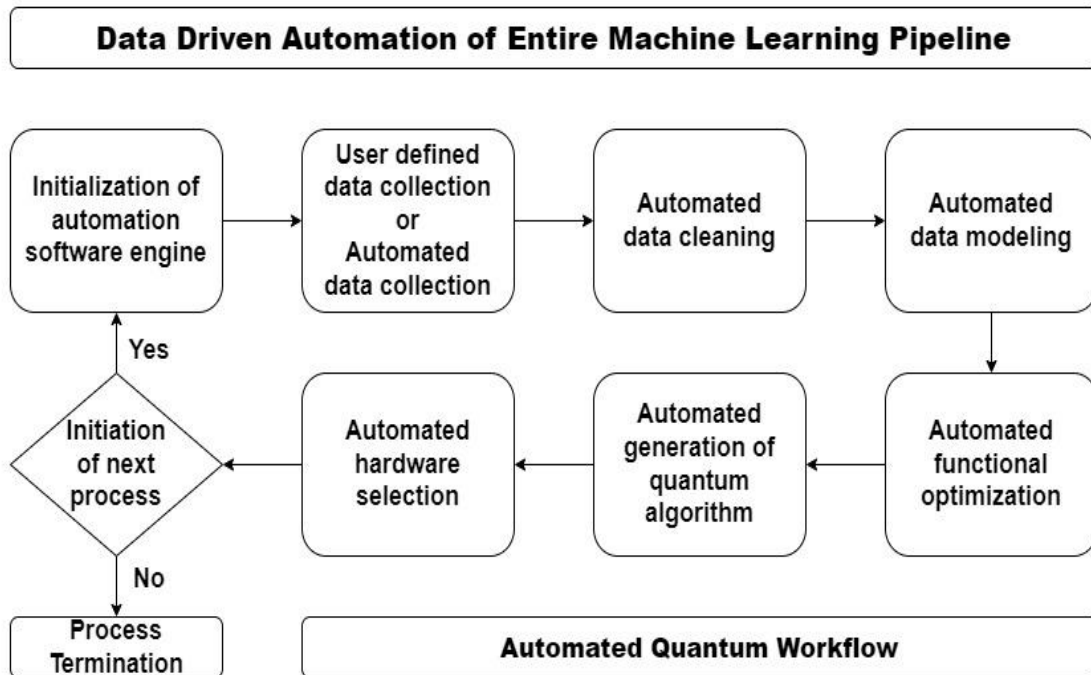 Data Driven Automation of Entire Machine Learning Pipeline
Initialization of
automation
software engine
User defined
data collection
or
Automated
data collection
Automated
data cleaning
Automated
data modeling
Yes
Initiation
of next
process
Automated
hardware
selection
Automated
generation of
quantum
algorithm
Automated
functional
optimization
No
Process
Termination
Automated Quantum Workflow